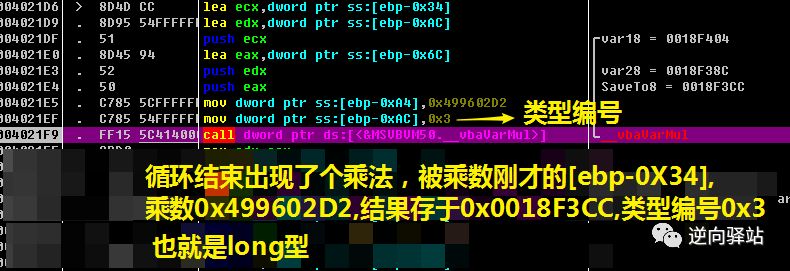 004021D6 > 8D4D CC lea ecx,dword ptr ss:[ebp-0x34]
004021D9 . 8D95 54FFFFFF lea edx,dword ptr ss:[ebp-0xAC]
004021DF . 51 push ecx var18 = 0018F404
004021E0 . 8D45 94 lea eax,dword ptr ss:[ebp-0x6C]
004021E3 . 52 push edx var28 = 0018F38C
004021E4 . 50 push eax SaveTo8 = 0018F3CC
004021E5 . C785 5CFFFFFF mov dword ptr ss:[ebp-0xA4],0x499602D2
004021EF . C785 54FFFFFF mov dword ptr ss:[ebp-0xAC],0x3 类型编号
004021F9 . FF15 5C414000 call dword ptr ds:[<&MSVBVM50.__vbaVarMul>] __vbaVarMul
循环结束出现了个乘法，被乘数刚才的[ebp-0X34],
乘数0x499602D2,结果存于0x0018F3CC,类型编号0x3
也就是long型
逆向驿站